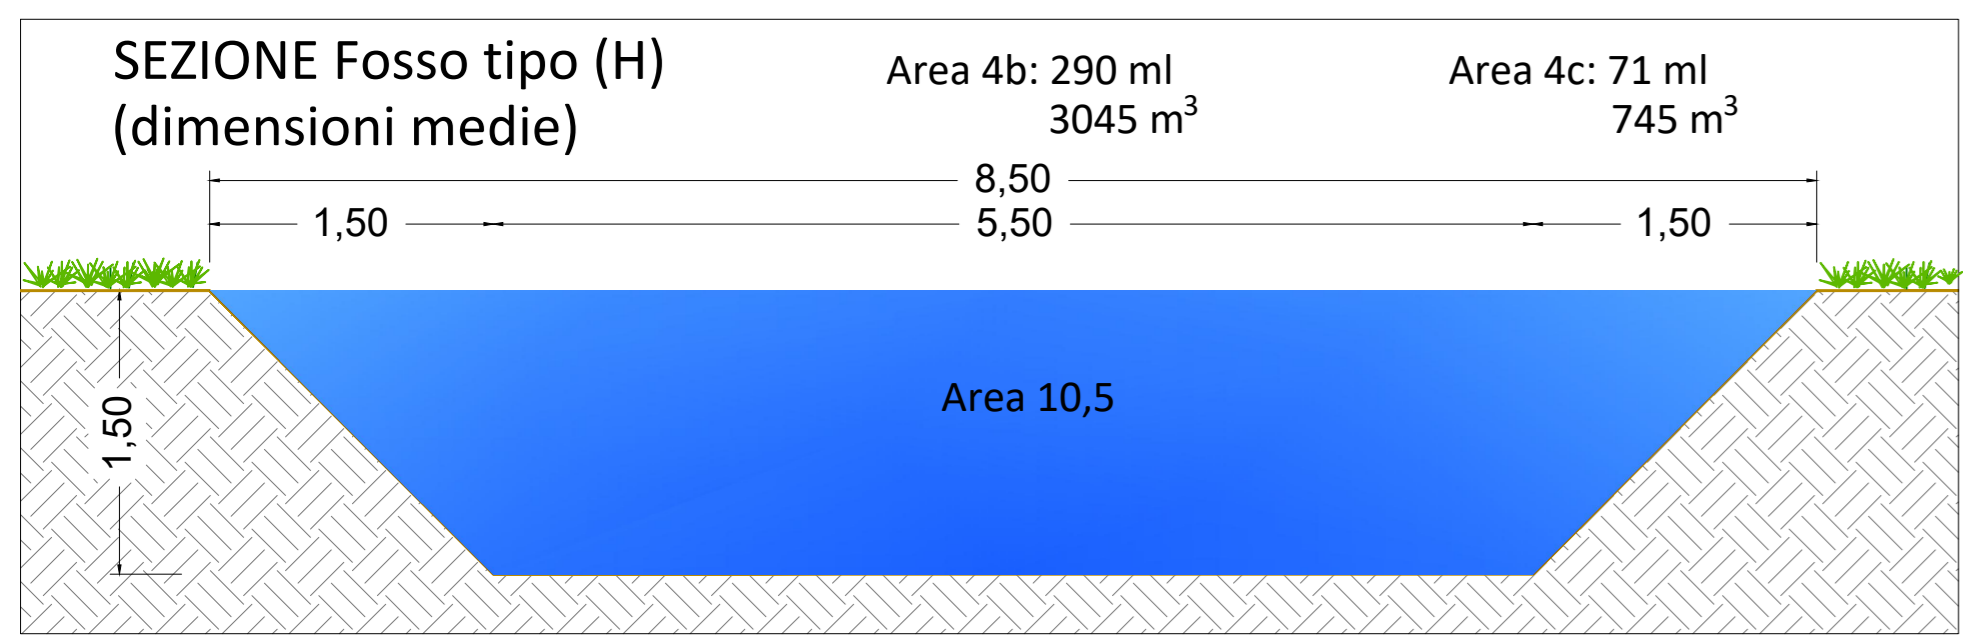 SEZIONE Fosso tipo (H)
(dimensioni medie)
Area 4b: 290 ml
3045 m³
Area 4c: 71 ml
745 m³
8,50
1,50
5,50
1,50
1,50
Area 10,5